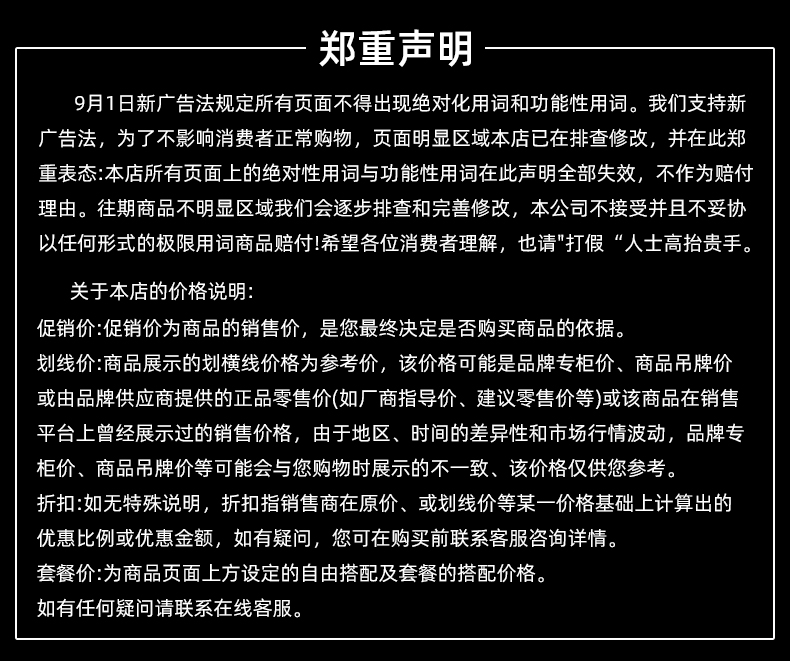 郑重声明
9月1日新广告法规定所有页面不得出现绝对化用词和功能性用词。我们支持新
广告法，为了不影响消费者正常购物，页面明显区域本店已在排查修改，并在此郑
重表态:本店所有页面上的绝对性用词与功能性用词在此声明全部失效，不作为赔付
理由。往期商品不明显区域我们会逐步排查和完善修改，本公司不接受并且不妥协
以任何形式的极限用词商品赔付!希望各位消费者理解，也请"打假“人士高抬贵手。
关于本店的价格说明:
促销价:促销价为商品的销售价，是您最终决定是否购买商品的依据。
划线价:商品展示的划横线价格为参考价，该价格可能是品牌专柜价、商品吊牌价
或由品牌供应商提供的正品零售价(如厂商指导价、建议零售价等)或该商品在销售
平台上曾经展示过的销售价格，由于地区、时间的差异性和市场行情波动，品牌专
柜价、商品吊牌价等可能会与您购物时展示的不一致、该价格仅供您参考。
折扣:如无特殊说明，折扣指销售商在原价、或划线价等某一价格基础上计算出的
优惠比例或优惠金额，如有疑问，您可在购买前联系客服咨询详情。
套餐价:为商品页面上方设定的自由搭配及套餐的搭配价格。
如有任何疑问请联系在线客服。